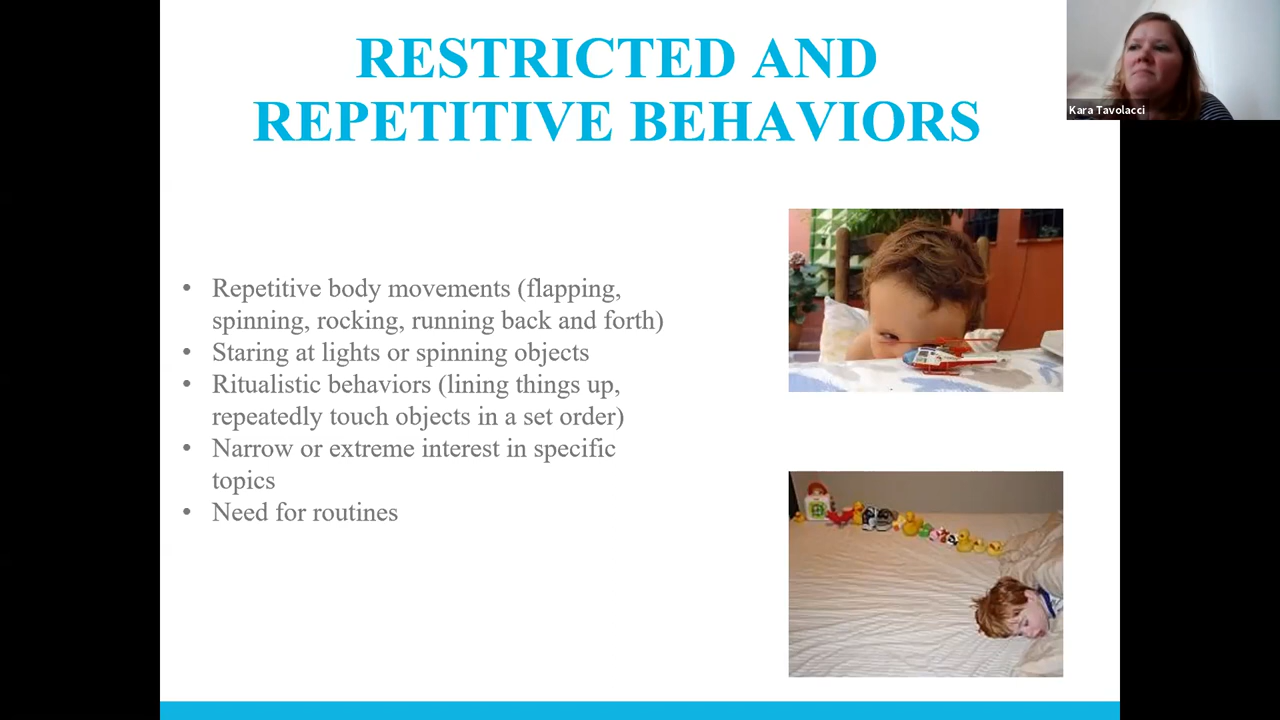 RESTRICTED AND
REPETITIVE BEHAVIORS
Kara Tavolacci
• Repetitive body movements (flapping,
spinning, rocking, running back and forth)
• Staring at lights or spinning objects
• Ritualistic behaviors (lining things up,
repeatedly touch objects in a set order)
• Narrow or extreme interest in specific
topics
• Need for routines